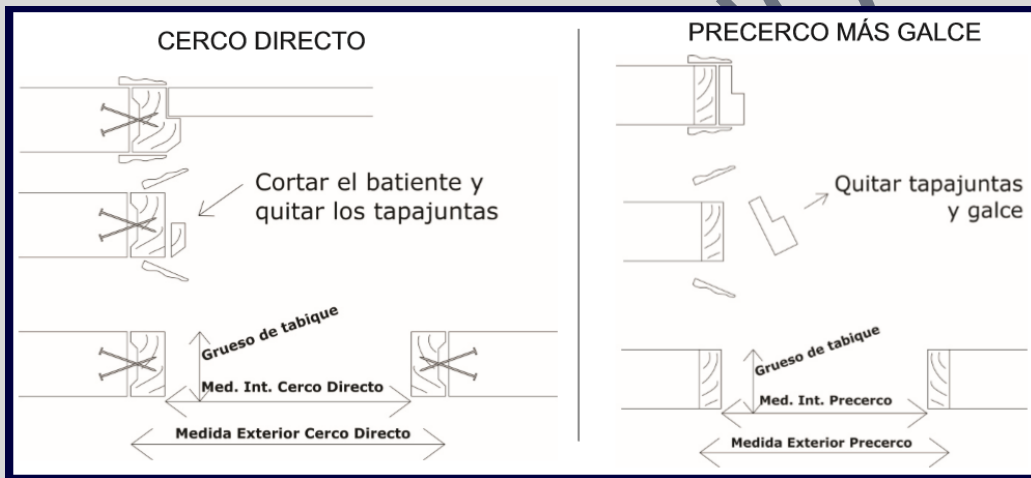 CERCO DIRECTO
Cortar el batiente y
quitar los tapajuntas
Grueso de tabique
Med. Int. Cerco Directo
Medida Exterior Cerco Directo
PRECERCO MÁS GALCE
Quitar tapajuntas
y galce
Grueso de tabique
Med. Int. Precerco
Medida Exterior Precerco